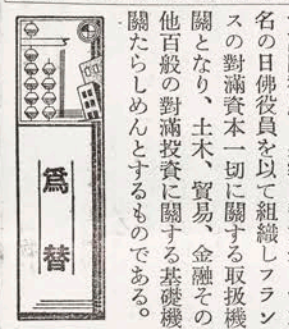 名の日佛役員を以て組織しフラン
スの對滿資本一切に關する取扱機
關となり、土木、貿易、金融その
他百般の對滿投資に關する基礎機
關たらしめんとするものである。
爲替